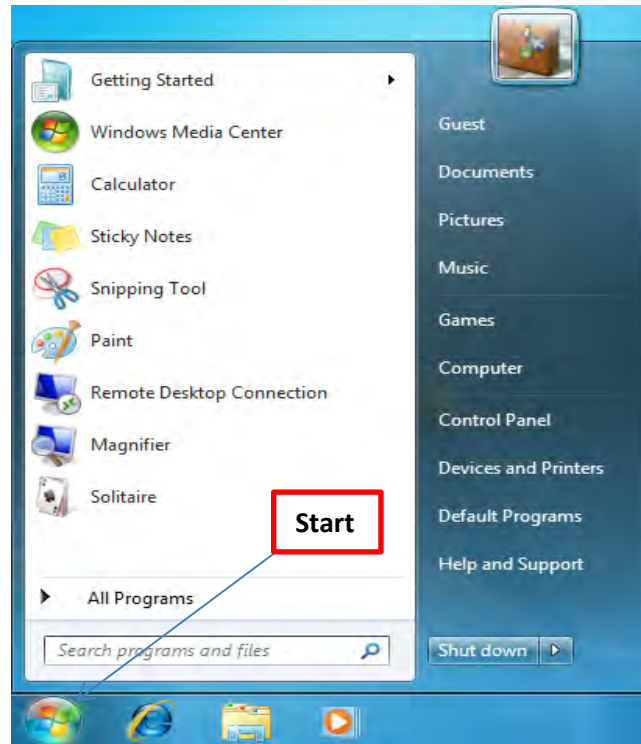 Getting Started
Windows Media Center
Calculator
Sticky Notes
Snipping Tool
Paint
Remote Desktop Connection
Magnifier
Solitaire
Start
All Programs
Search programs and files
Guest
Documents
Pictures
Music
Games
Computer
Control Panel
Devices and Printers
Default Programs
Help and Support
Shut down